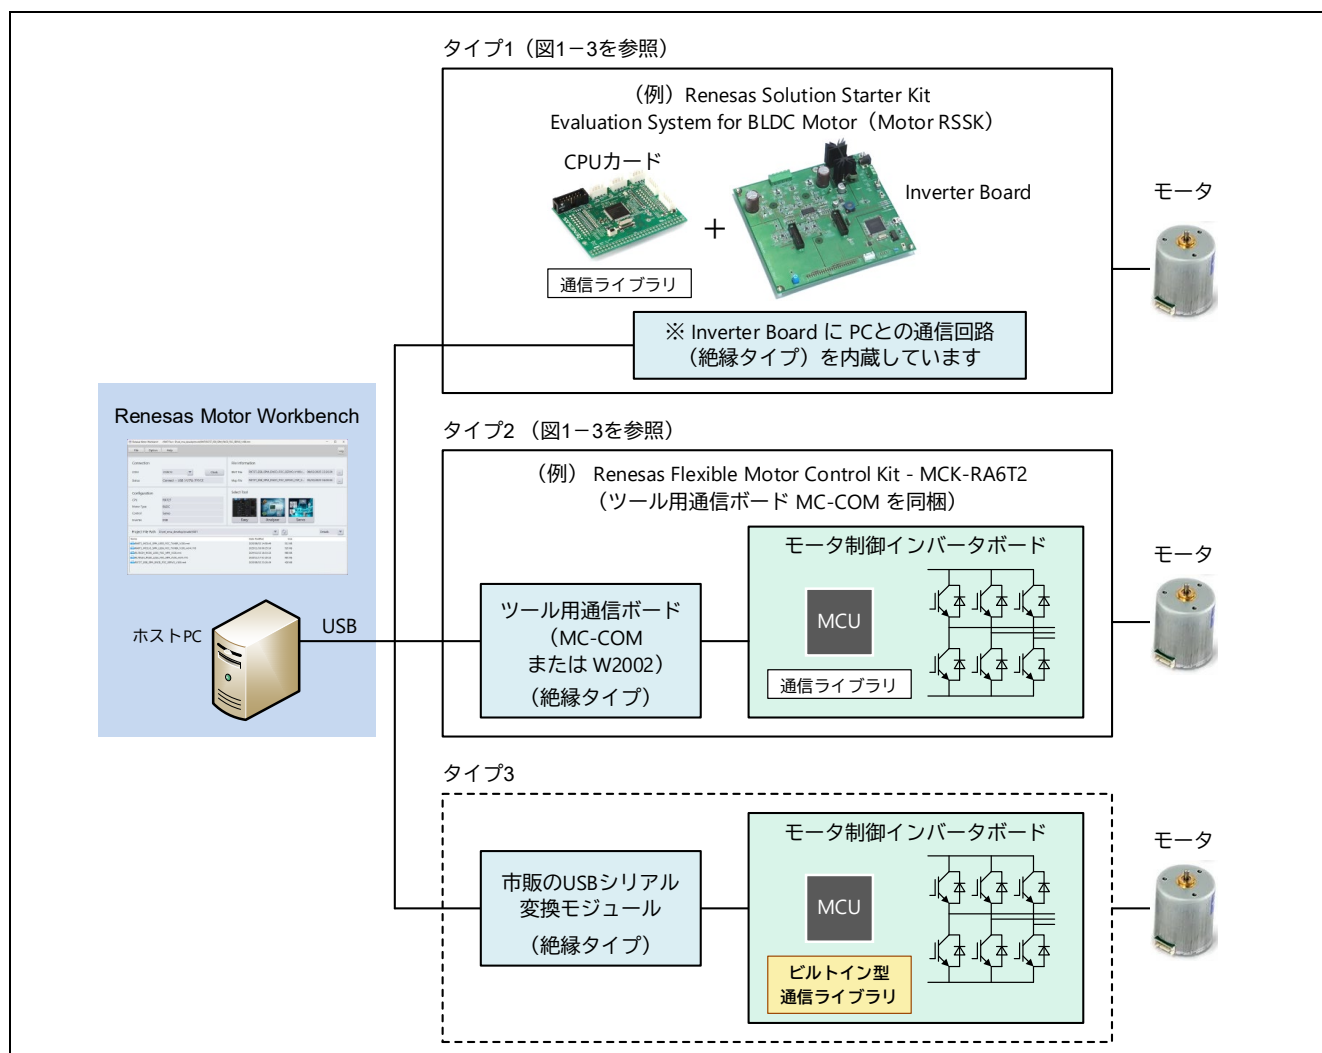 タイプ1（図1－3を参照）
（例）Renesas Solution Starter Kit
Evaluation System for BLDC Motor（Motor RSSK）
CPUカード
Inverter Board
＋
通信ライブラリ
※ Inverter Board に PCとの通信回路
（絶縁タイプ）を内蔵しています
モータ
Renesas Motor Workbench
ホストPC
USB
タイプ2 （図1－3を参照）
（例） Renesas Flexible Motor Control Kit - MCK-RA6T2
（ツール用通信ボード MC-COM を同梱）
ツール用通信ボード
（MC-COM
または W2002）
（絶縁タイプ）
モータ制御インバータボード
MCU
通信ライブラリ
モータ
タイプ3
市販のUSBシリアル
変換モジュール
（絶縁タイプ）
モータ制御インバータボード
MCU
ビルトイン型
通信ライブラリ
モータ